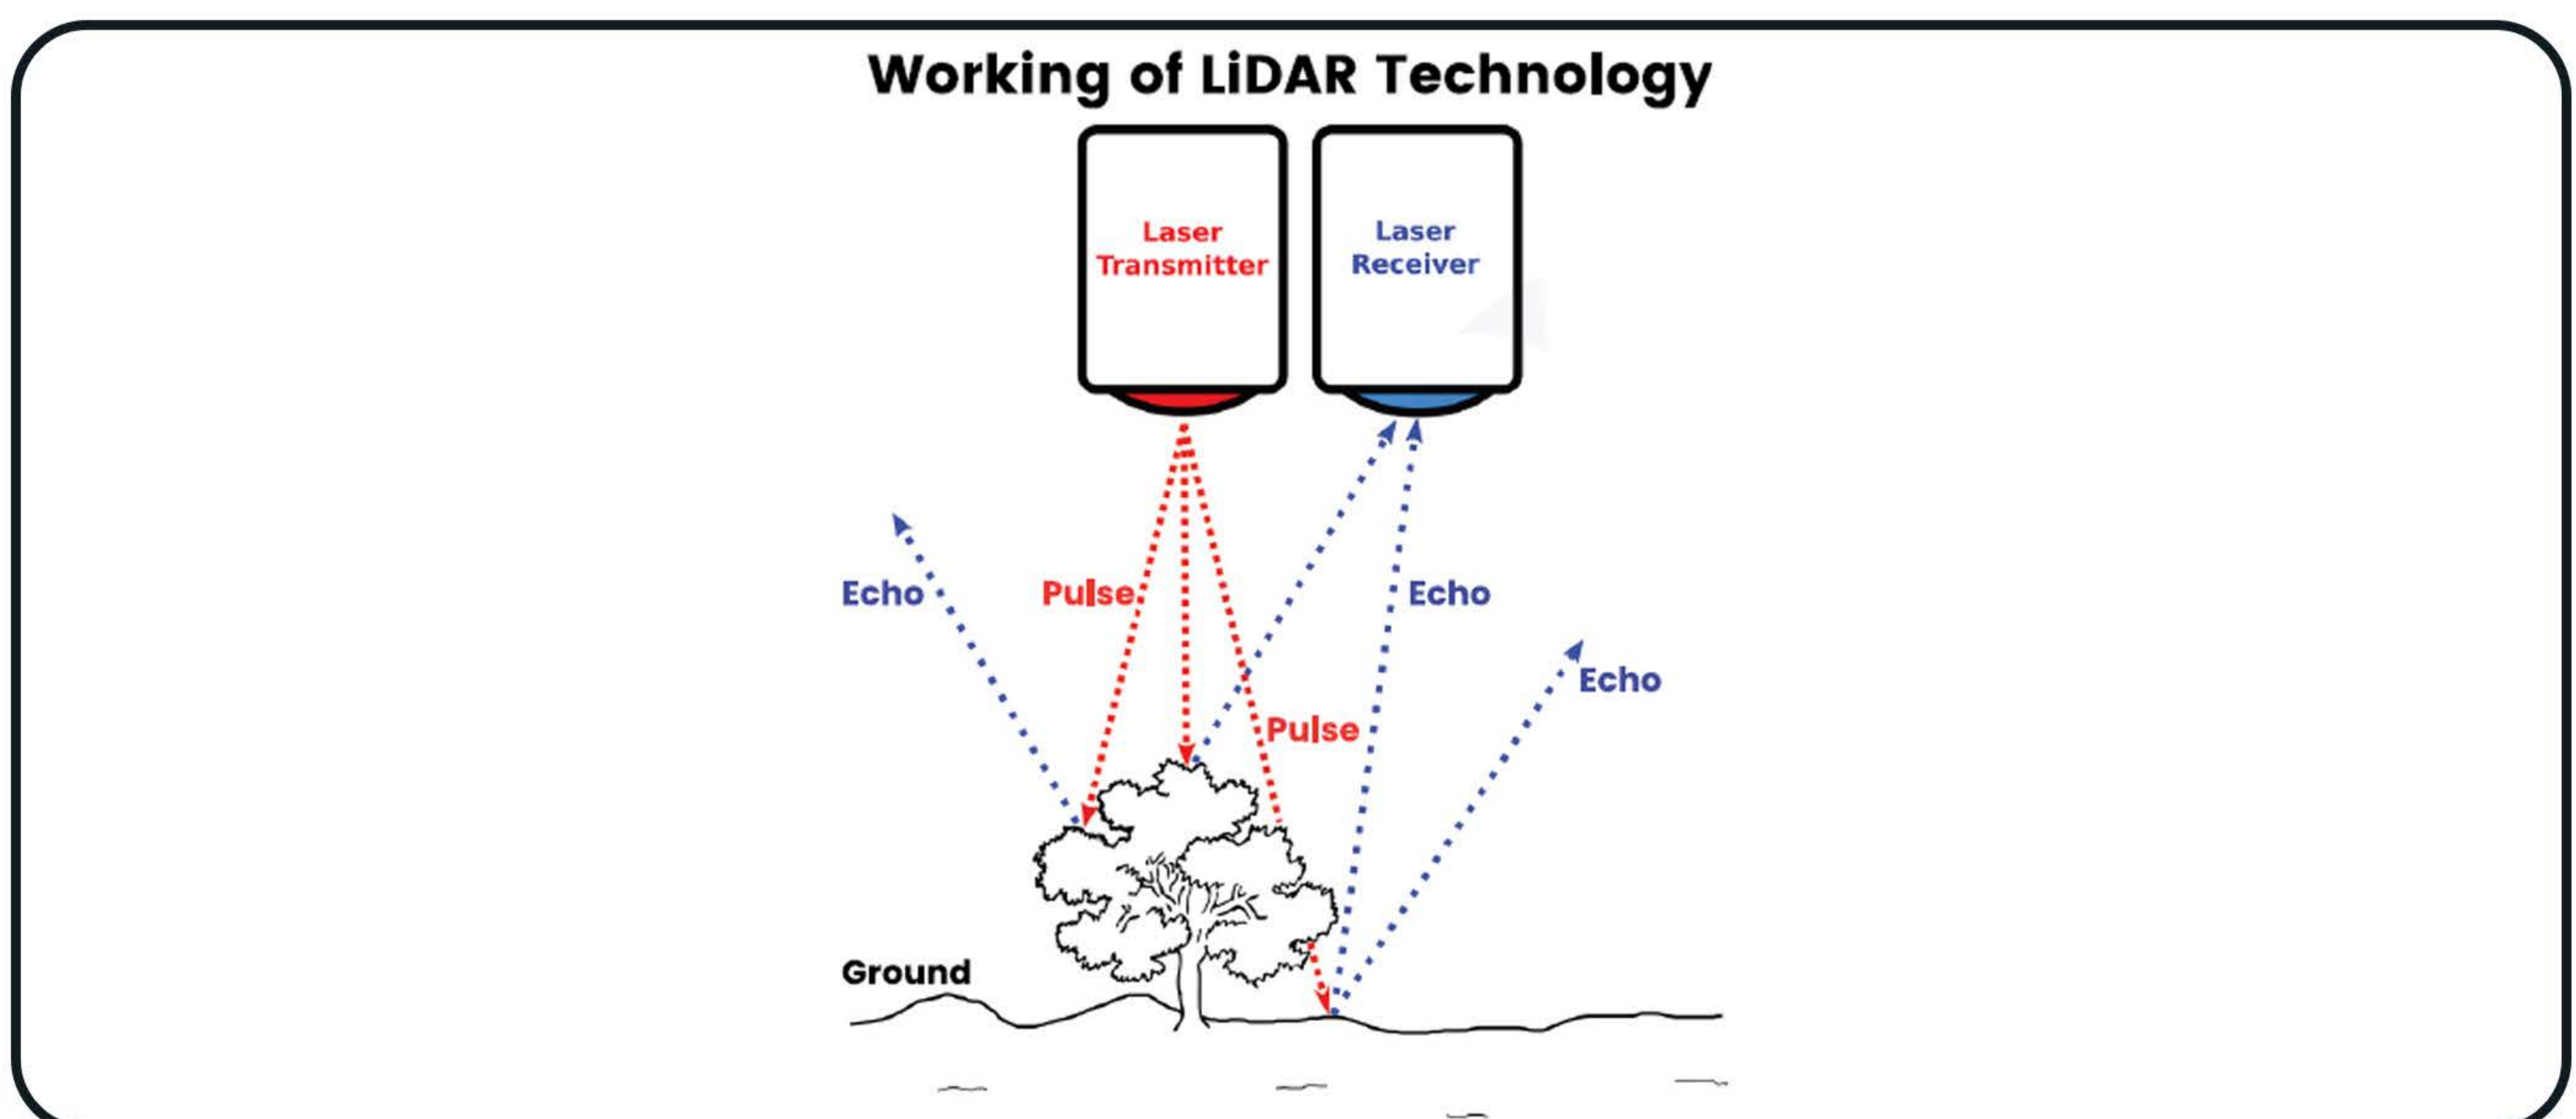 Working of LiDAR Technology
Laser
Transmitter
Laser
Receiver
Echo
Pulse
Echo
Echo
Pulse
Ground